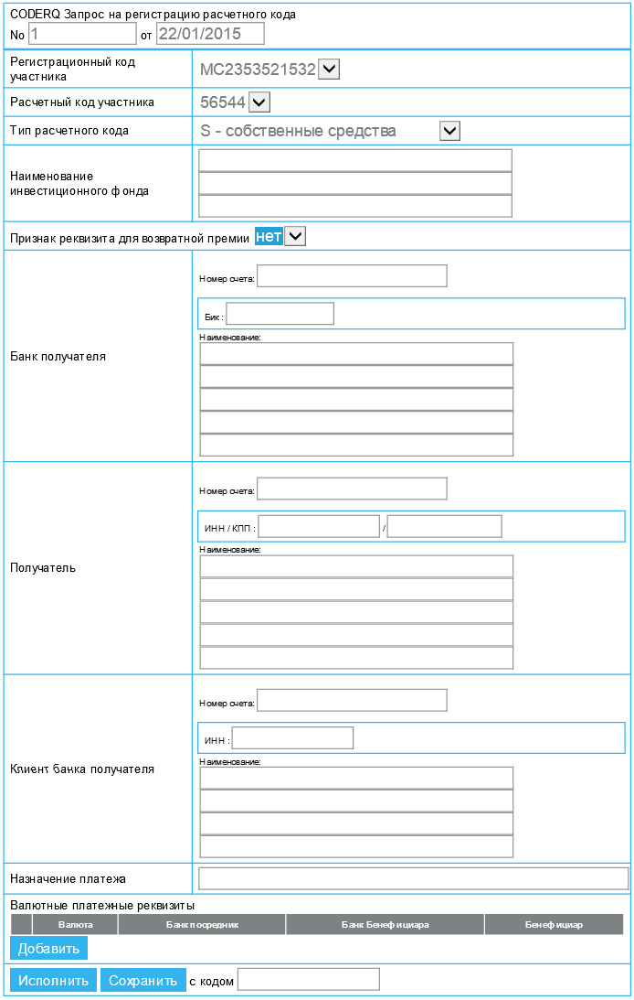 CODERQ Запрос на регистрацию расчетного кода
No 1 от 22/01/2015
Регистрационный код
участника
MC2353521532
Расчетный код участника
56544
Тип расчетного кода
S - собственные средства
Наименование
инвестиционного фонда
Признак реквизита для возвратной премии нет
Банк получателя
Номер счета:
Бик :
Наименование:
Получатель
Номер счета:
ИНН / КПП : /
Наименование:
Клиент банка получателя
Номер счета:
ИНН :
Наименование:
Назначение платежа
Валютные платежные реквизиты
Валюта Банк посредник Банк Бенефициара Бенефициар
Добавить
Исполнить Сохранить с кодом